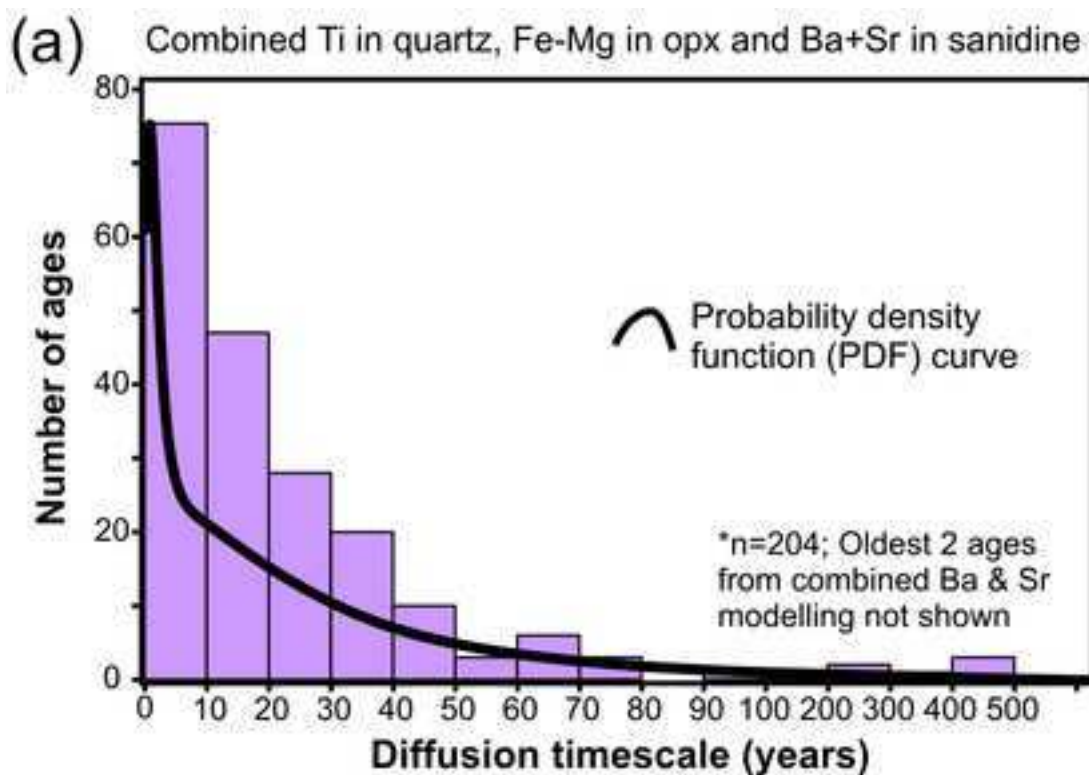 (a) Combined Ti in quartz, Fe-Mg in opx and Ba+Sr in sanidine
80
60
40
20
0
Number of ages
Probability density
function (PDF) curve
*n=204; Oldest 2 ages
from combined Ba & Sr
modelling not shown
0 10 20 30 40 50 60 70 80 90 100 200 300 400 500
Diffusion timescale (years)